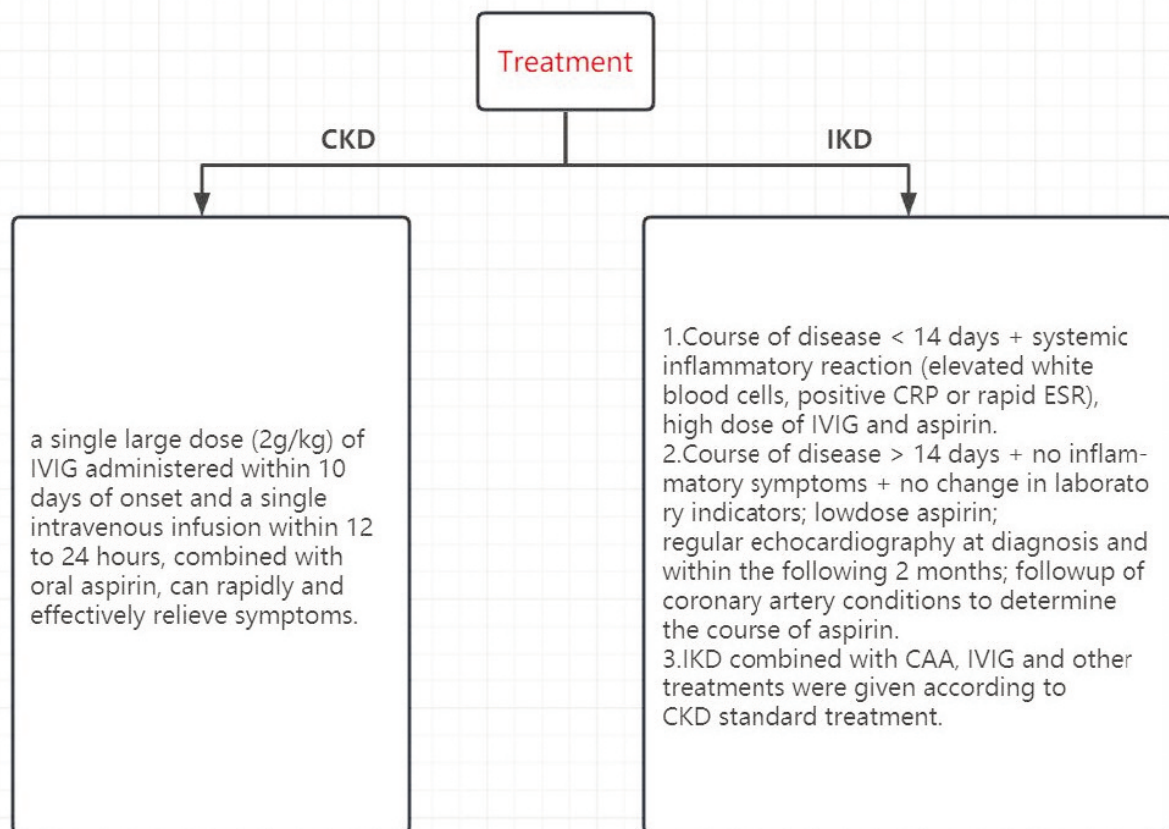 Treatment
CKD
IKD
a single large dose (2g/kg) of
IVIG administered within 10
days of onset and a single
intravenous infusion within 12
to 24 hours, combined with
oral aspirin, can rapidly and
effectively relieve symptoms.
1.Course of disease < 14 days + systemic
inflammatory reaction (elevated white
blood cells, positive CRP or rapid ESR),
high dose of IVIG and aspirin.
2.Course of disease > 14 days + no inflam-
matory symptoms + no change in laborato
ry indicators; lowdose aspirin;
regular echocardiography at diagnosis and
within the following 2 months; followup of
coronary artery conditions to determine
the course of aspirin.
3.IKD combined with CAA, IVIG and other
treatments were given according to
CKD standard treatment.